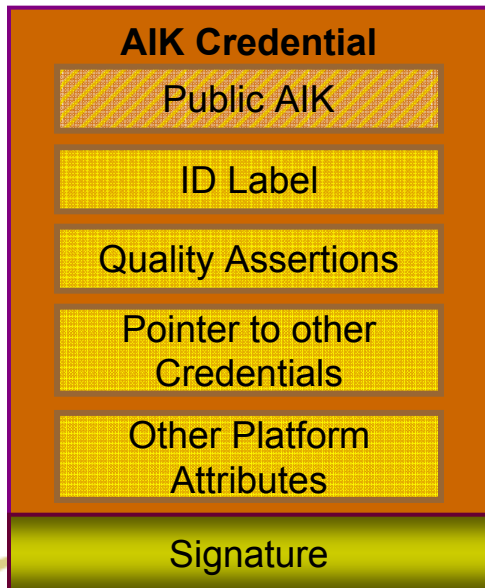 AIK Credential
Public AIK
ID Label
Quality Assertions
Pointer to other
Credentials
Other Platform
Attributes
Signature